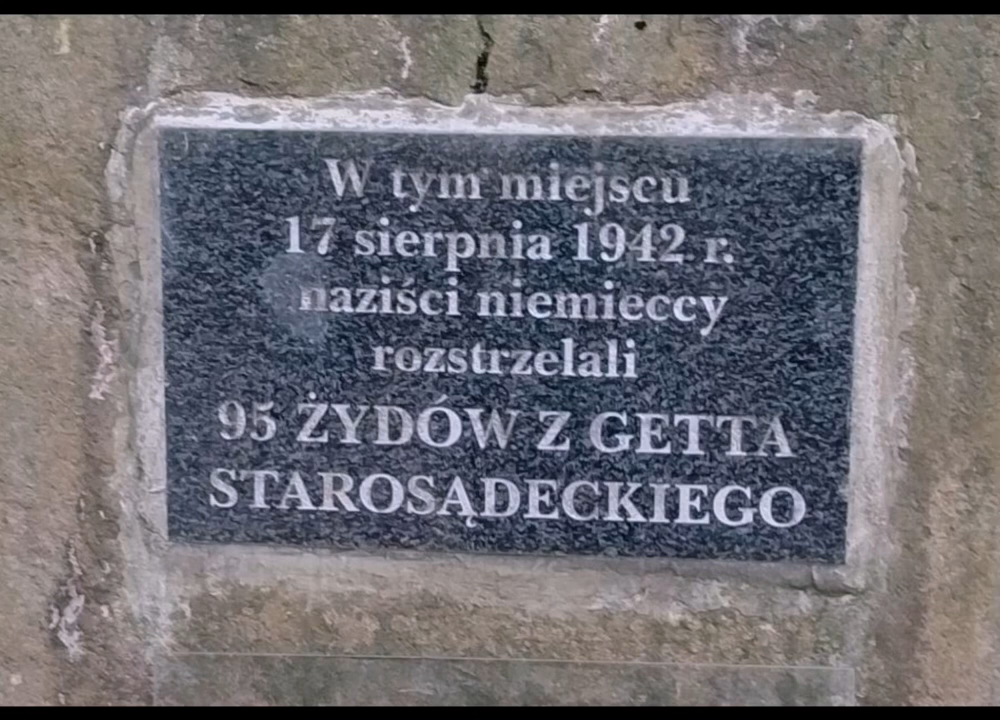 W tym miejscu
17 sierpnia 1942 r.
naziści niemieccy
rozstrzelali
95 ŻYDÓW Z GETTA
STAROSĄDECKIEGO